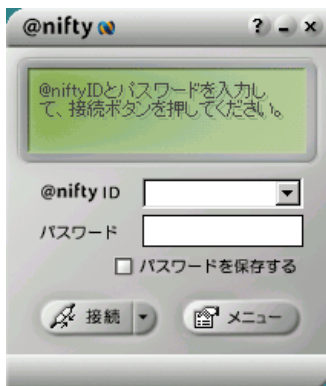 @nifty
@niftyIDとパスワードを入力し
て、接続ボタンを押してください。
@nifty ID
パスワード
パスワードを保存する
接続 メニュー